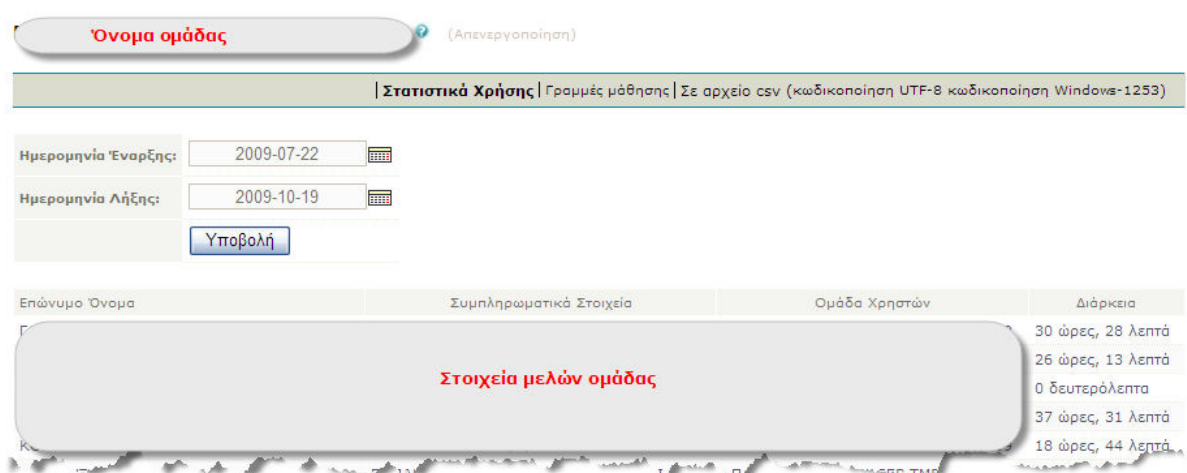 Όνομα ομάδας (Απενεργοποίηση)
Στατιστικά Χρήσης | Γραμμές μάθησης | Σε αρχείο csv (κωδικοποίηση UTF-8 κωδικοποίηση Windows-1253)
Ημερομηνία Έναρξης: 2009-07-22
Ημερομηνία Λήξης: 2009-10-19
Υποβολή
Επώνυμο Όνομα Συμπληρωματικά Στοιχεία Ομάδα Χρηστών Διάρκεια
30 ώρες, 28 λεπτά
26 ώρες, 13 λεπτά
Στοιχεία μελών ομάδας
0 δευτερόλεπτα
37 ώρες, 31 λεπτά
18 ώρες, 44 λεπτά